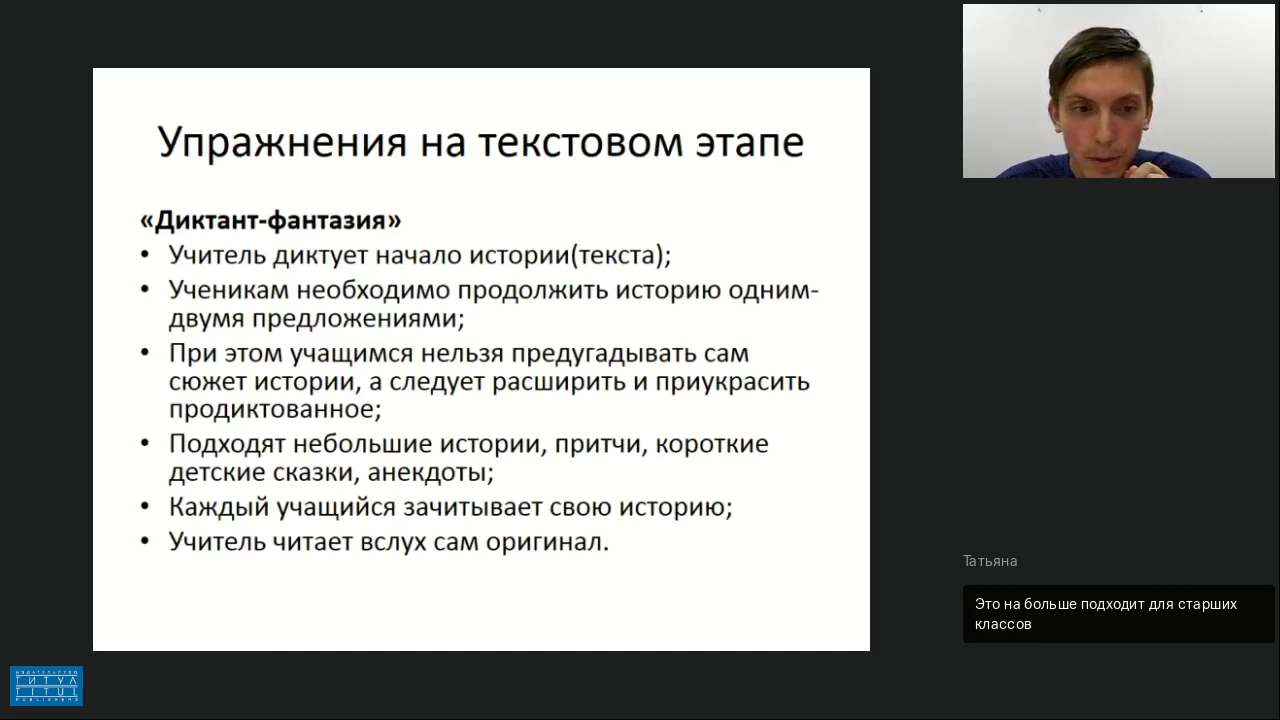 Упражнения на текстовом этапе
«Диктант-фантазия»
• Учитель диктует начало истории(текста);
• Ученикам необходимо продолжить историю одним-
двумя предложениями;
• При этом учащимся нельзя предугадывать сам
сюжет истории, а следует расширить и приукрасить
продиктованное;
• Подходят небольшие истории, притчи, короткие
детские сказки, анекдоты;
• Каждый учащийся зачитывает свою историю;
• Учитель читает вслух сам оригинал.
Татьяна
Это на больше подходит для старших
классов
ИЗДАТЕЛЬСТВО
ТИТУЛ
TITUL
PUBLISHERS